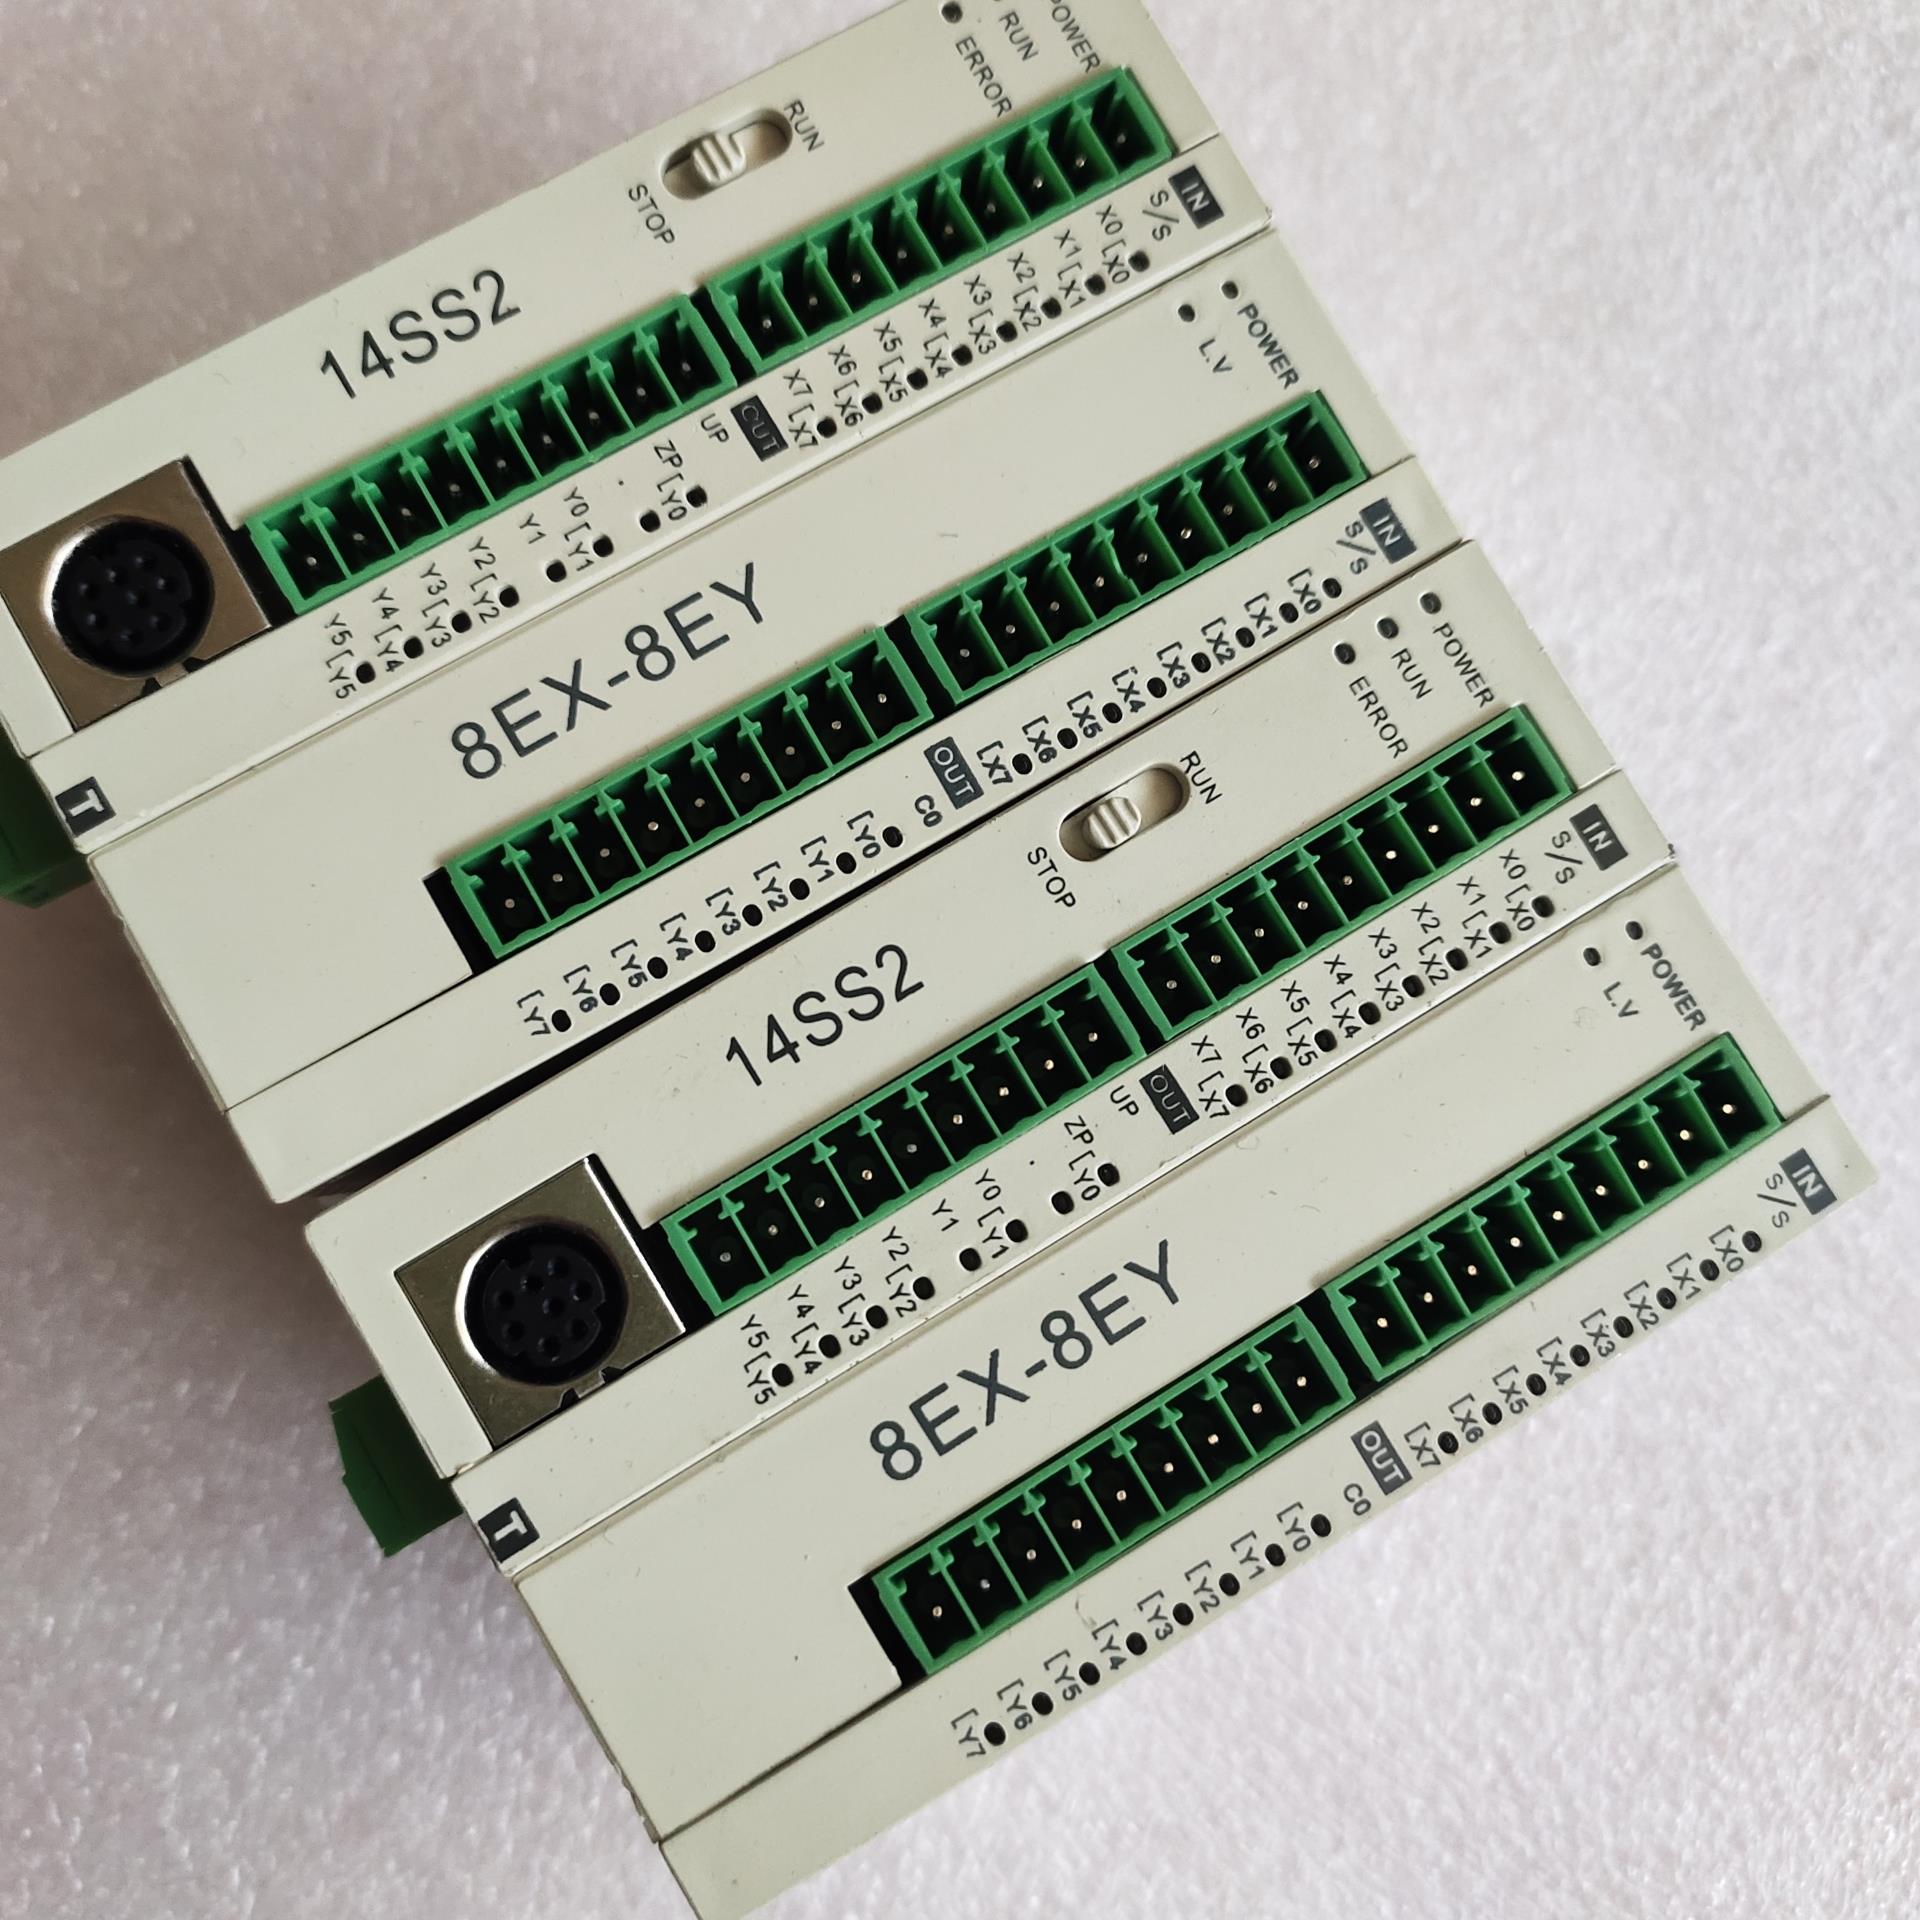 POWER
RUN
ERROR
RUN
STOP
14SS2
IN
S/S
X0 [X0
X1 [X1
X2 [X2
X3 [X3
X4 [X4
X5 [X5
X6 [X6
X7 [X7
OUT
UP
ZP [Y0
Y0 [Y1
Y1
Y2 [Y2
Y3 [Y3
Y4 [Y4
Y5 [Y5
T
POWER
L.V
8EX-8EY
IN
S/S
[X0
[X1
[X2
[X3
[X4
[X5
[X6
[X7
OUT
C0
[Y0
[Y1
[Y2
[Y3
[Y4
[Y5
[Y6
[Y7
POWER
RUN
ERROR
RUN
STOP
14SS2
IN
S/S
X0 [X0
X1 [X1
X2 [X2
X3 [X3
X4 [X4
X5 [X5
X6 [X6
X7 [X7
OUT
UP
ZP [Y0
Y0 [Y1
Y1
Y2 [Y2
Y3 [Y3
Y4 [Y4
Y5 [Y5
T
POWER
L.V
8EX-8EY
IN
S/S
[X0
[X1
[X2
[X3
[X4
[X5
[X6
[X7
OUT
C0
[Y0
[Y1
[Y2
[Y3
[Y4
[Y5
[Y6
[Y7